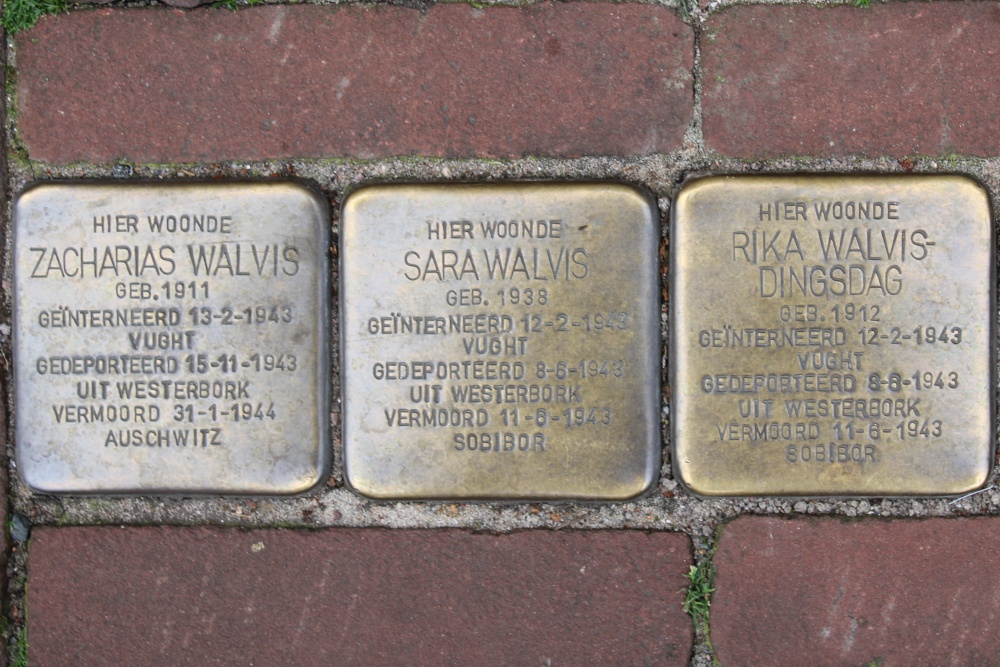 HIER WOONDE
ZACHARIAS WALVIS
GEB. 1911
GEÏNTERNEERD 13-2-1943
VUGHT
GEDEPORTEERD 15-11-1943
UIT WESTERBORK
VERMOORD 31-1-1944
AUSCHWITZ
HIER WOONDE
SARA WALVIS
GEB. 1938
GEÏNTERNEERD 12-2-1943
VUGHT
GEDEPORTEERD 8-6-1943
UIT WESTERBORK
VERMOORD 11-6-1943
SOBIBOR
HIER WOONDE
RIKA WALVIS-
DINGSDAG
GEB. 1912
GEÏNTERNEERD 12-2-1943
VUGHT
GEDEPORTEERD 8-6-1943
UIT WESTERBORK
VERMOORD 11-6-1943
SOBIBOR